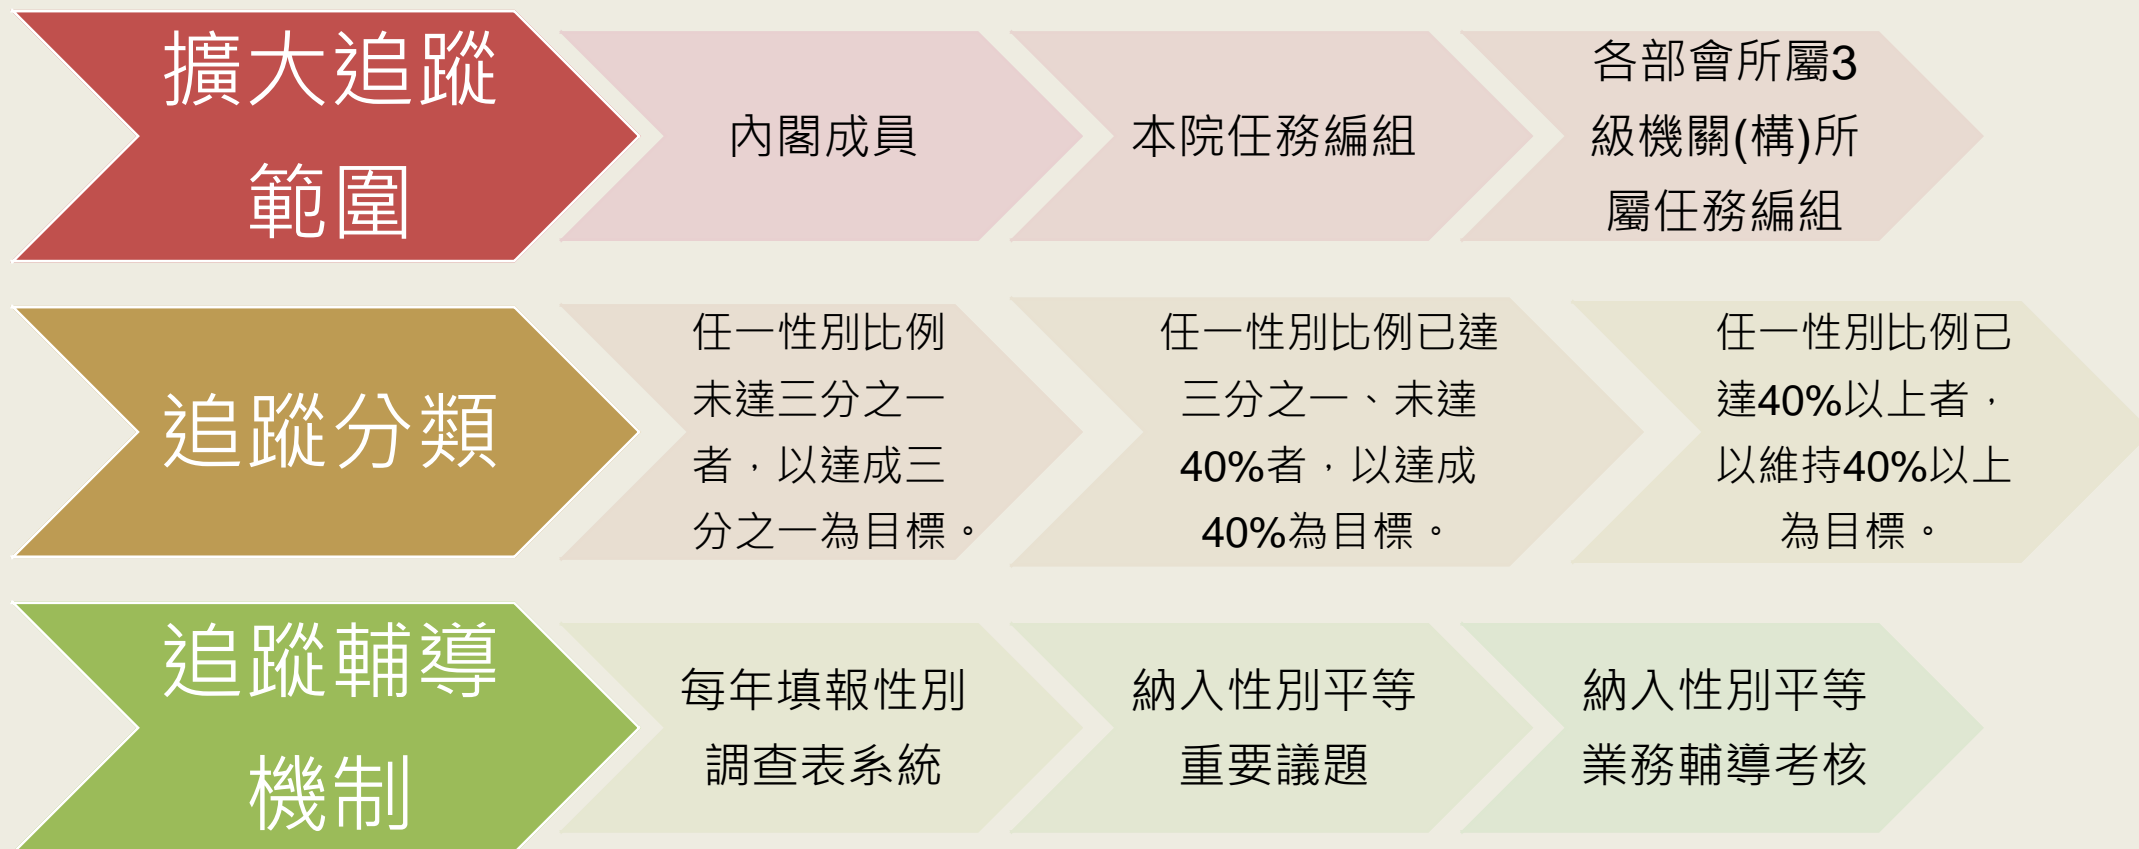 擴大追蹤
範圍
內閣成員
本院任務編組
各部會所屬3
級機關(構)所
屬任務編組
追蹤分類
任一性別比例
未達三分之一
者，以達成三
分之一為目標。
任一性別比例已達
三分之一、未達
40%者，以達成
40%為目標。
任一性別比例已
達40%以上者，
以維持40%以上
為目標。
追蹤輔導
機制
每年填報性別
調查表系統
納入性別平等
重要議題
納入性別平等
業務輔導考核